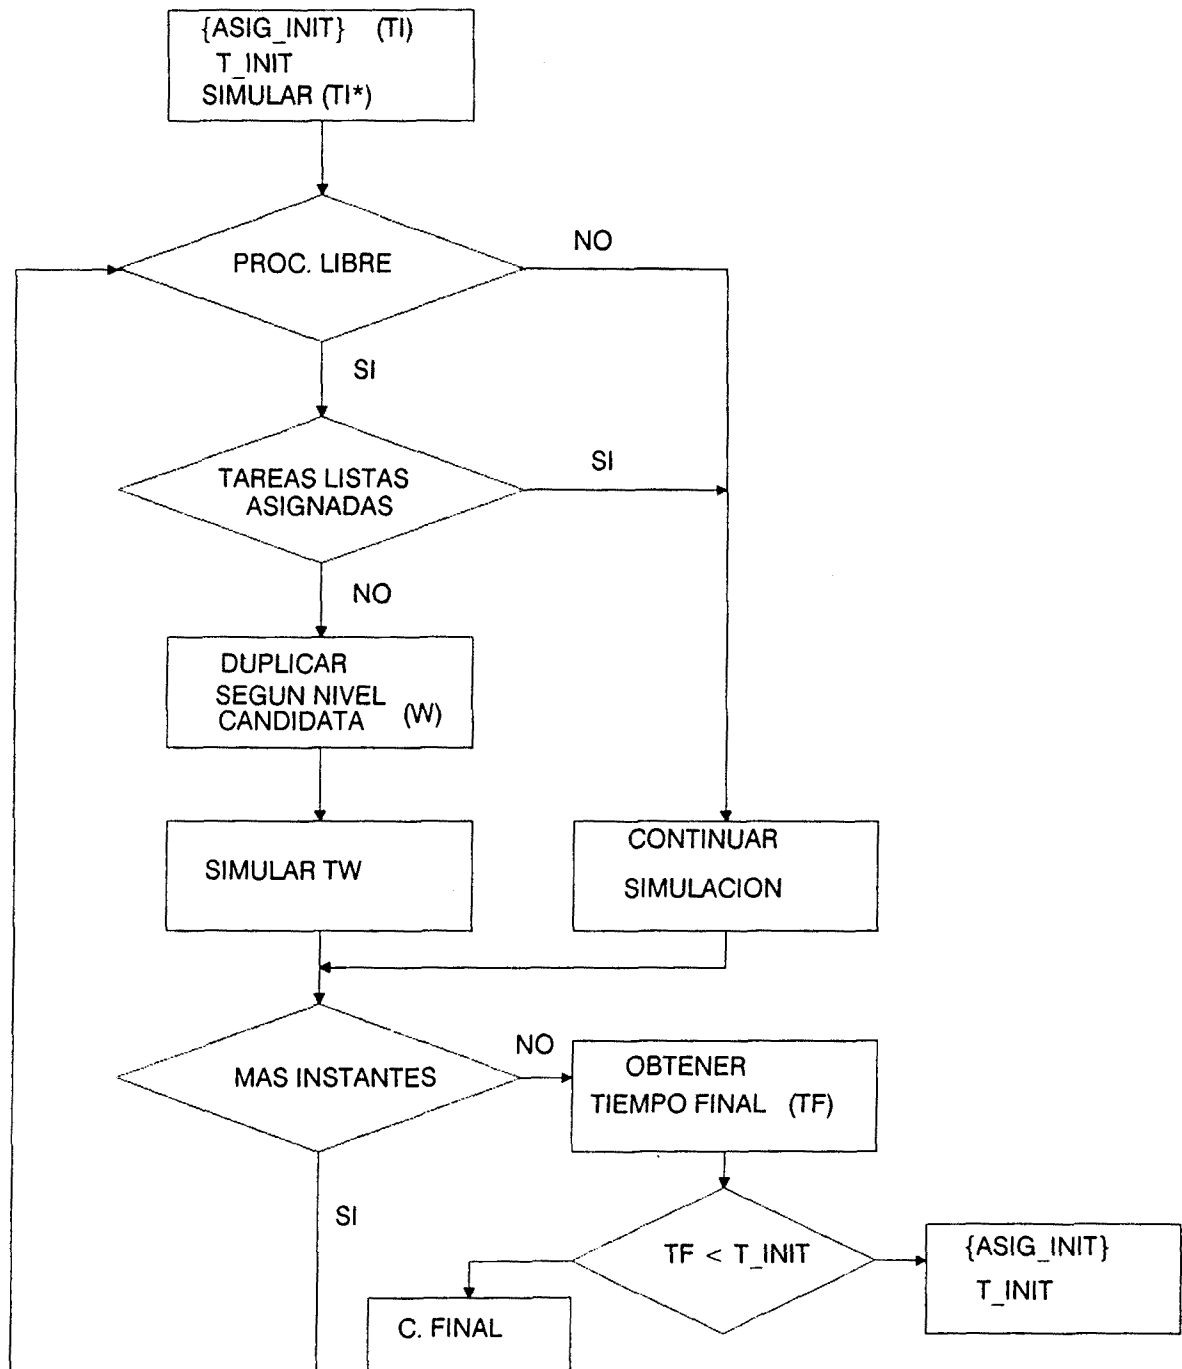 {ASIG_INIT} (TI)
T_INIT
SIMULAR (TI*)
PROC. LIBRE
NO
SI
TAREAS LISTAS
ASIGNADAS
SI
NO
DUPLICAR
SEGUN NIVEL
CANDIDATA (W)
SIMULAR TW
CONTINUAR
SIMULACION
MAS INSTANTES
NO
OBTENER
TIEMPO FINAL (TF)
SI
TF < T_INIT
{ASIG_INIT}
T_INIT
C. FINAL